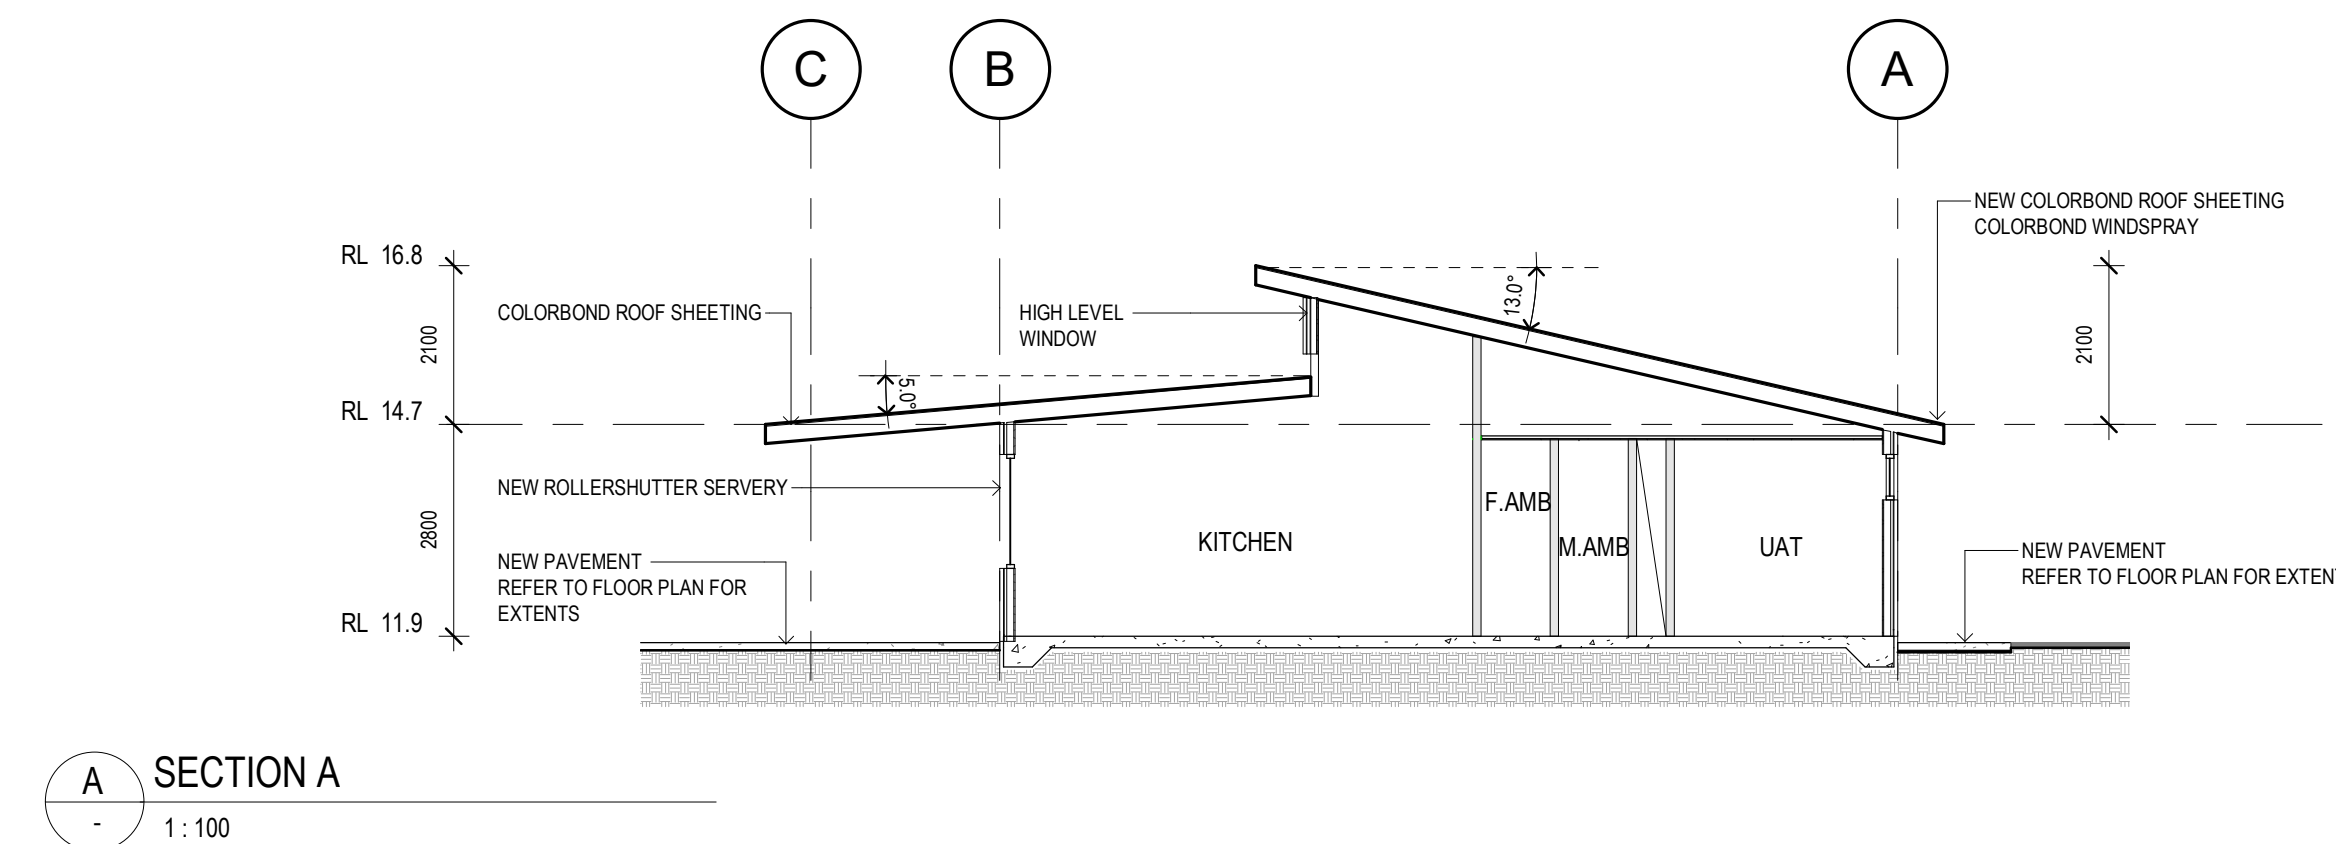 C
B
A
NEW COLORBOND ROOF SHEETING
COLORBOND WINDSPRAY
RL 16.8
COLORBOND ROOF SHEETING
HIGH LEVEL
WINDOW
13.0°
2100
2100
5.0°
RL 14.7
NEW ROLLERSHUTTER SERVERY
F.AMB
2800
KITCHEN
M.AMB
UAT
NEW PAVEMENT
REFER TO FLOOR PLAN FOR
EXTENTS
NEW PAVEMENT
REFER TO FLOOR PLAN FOR EXTEN
RL 11.9
A
SECTION A
-
1 : 100